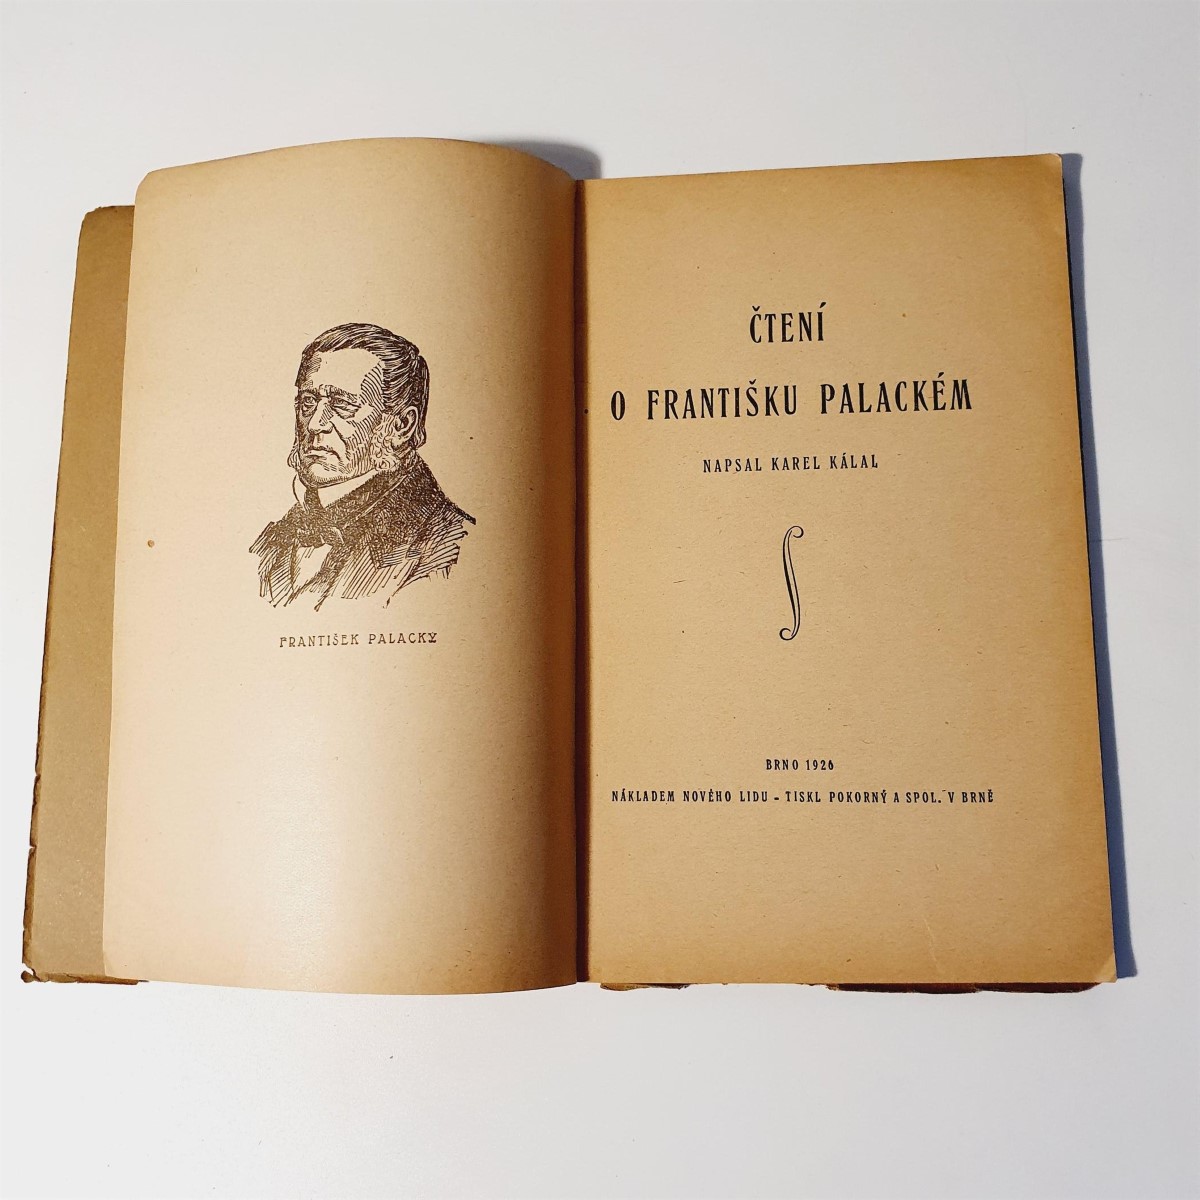 FRANTIŠEK PALACKÝ
ČTENÍ
O FRANTIŠKU PALACKÉM
NAPSAL KAREL KÁLAL
BRNO 1926
NÁKLADEM NOVÉHO LIDU - TISKL POKORNÝ A SPOL. V BRNĚ